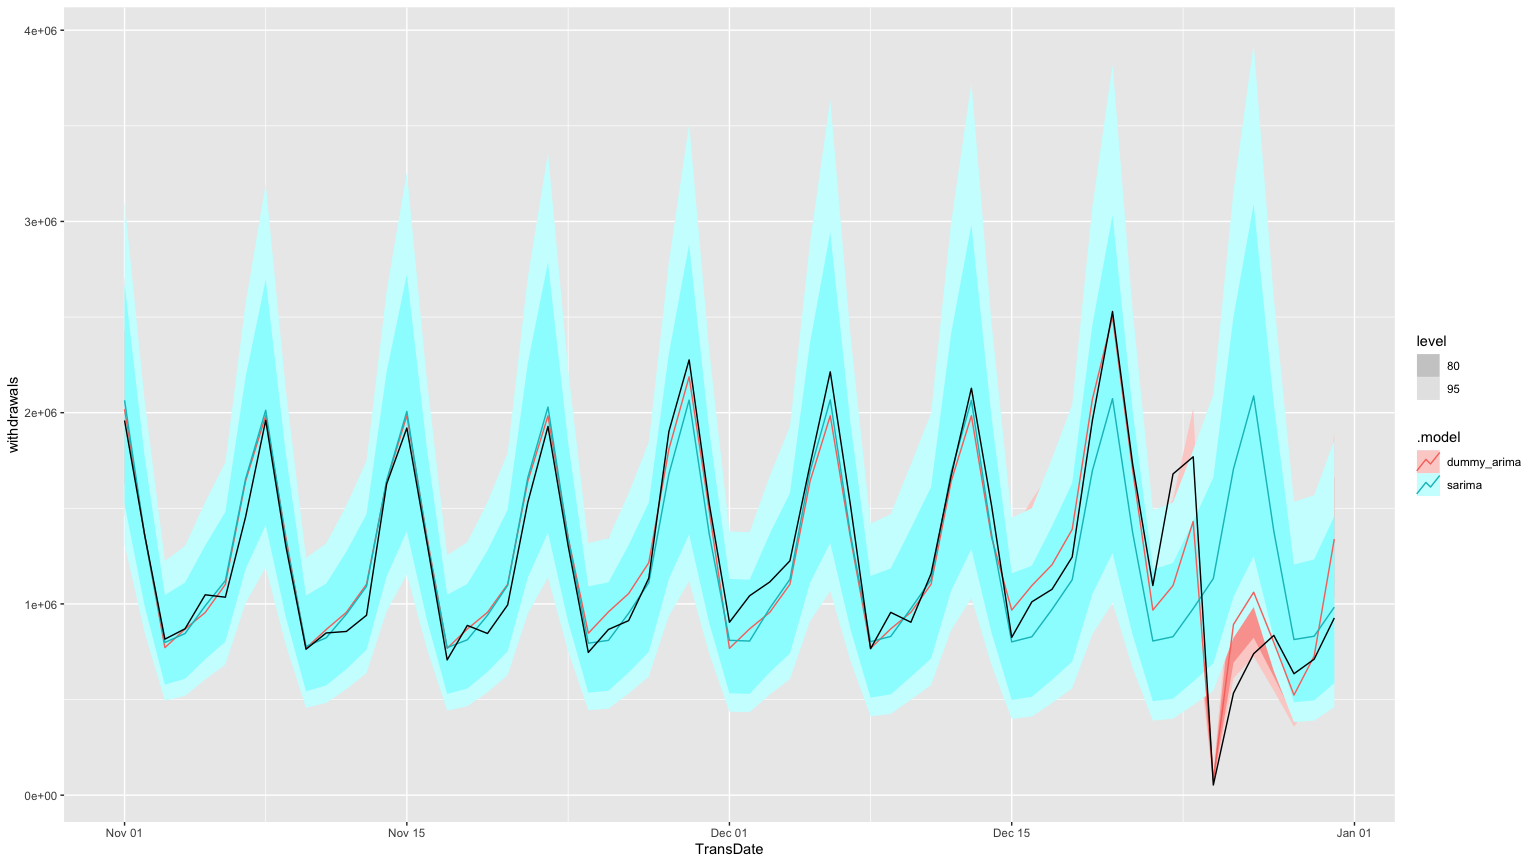 4e+06
3e+06
2e+06
1e+06
0e+00
withdrawals
Nov 01
Nov 15
Dec 01
Dec 15
Jan 01
TransDate
level
80
95
.model
dummy_arima
sarima